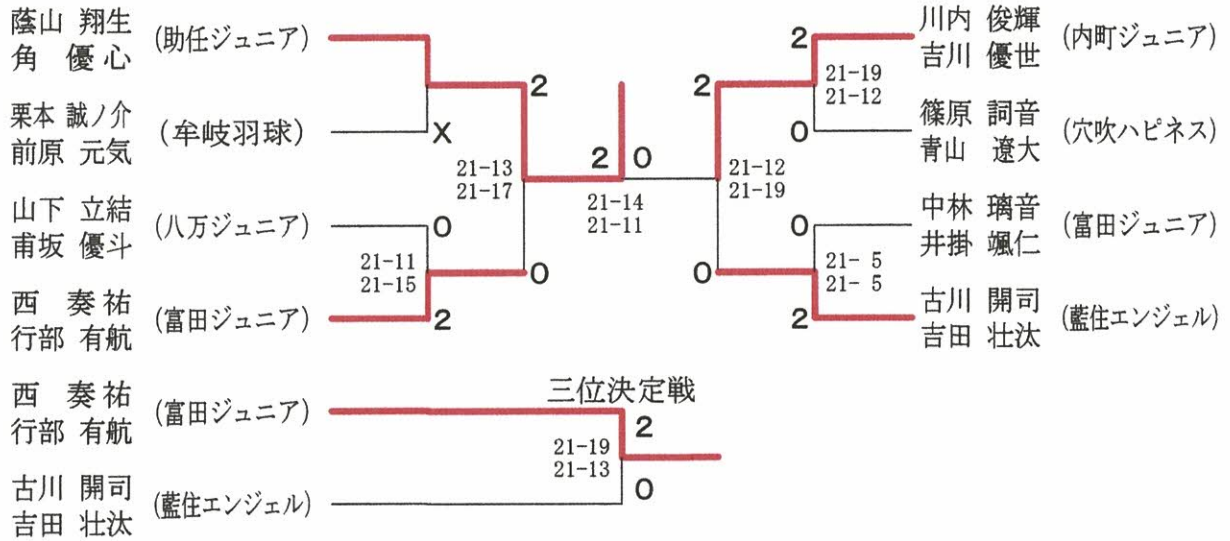 蔭山 翔生
角 優心
(助任ジュニア)
栗本 誠ノ介
前原 元気
(牟岐羽球)
X
2
21-13
21-17
山下 立結
甫坂 優斗
(八万ジュニア)
0
21-11
21-15
0
西 奏祐
行部 有航
(富田ジュニア)
2
2 0
21-14
21-11
川内 俊輝
吉川 優世
(内町ジュニア)
2
21-19
21-12
2
篠原 詞音
青山 遼大
(穴吹ハピネス)
0
21-12
21-19
中林 璃音
井掛 颯仁
(富田ジュニア)
0
21- 5
21- 5
0
古川 開司
吉田 壮汰
(藍住エンジェル)
2
三位決定戦
西 奏祐
行部 有航
(富田ジュニア)
2
21-19
21-13
古川 開司
吉田 壮汰
(藍住エンジェル)
0